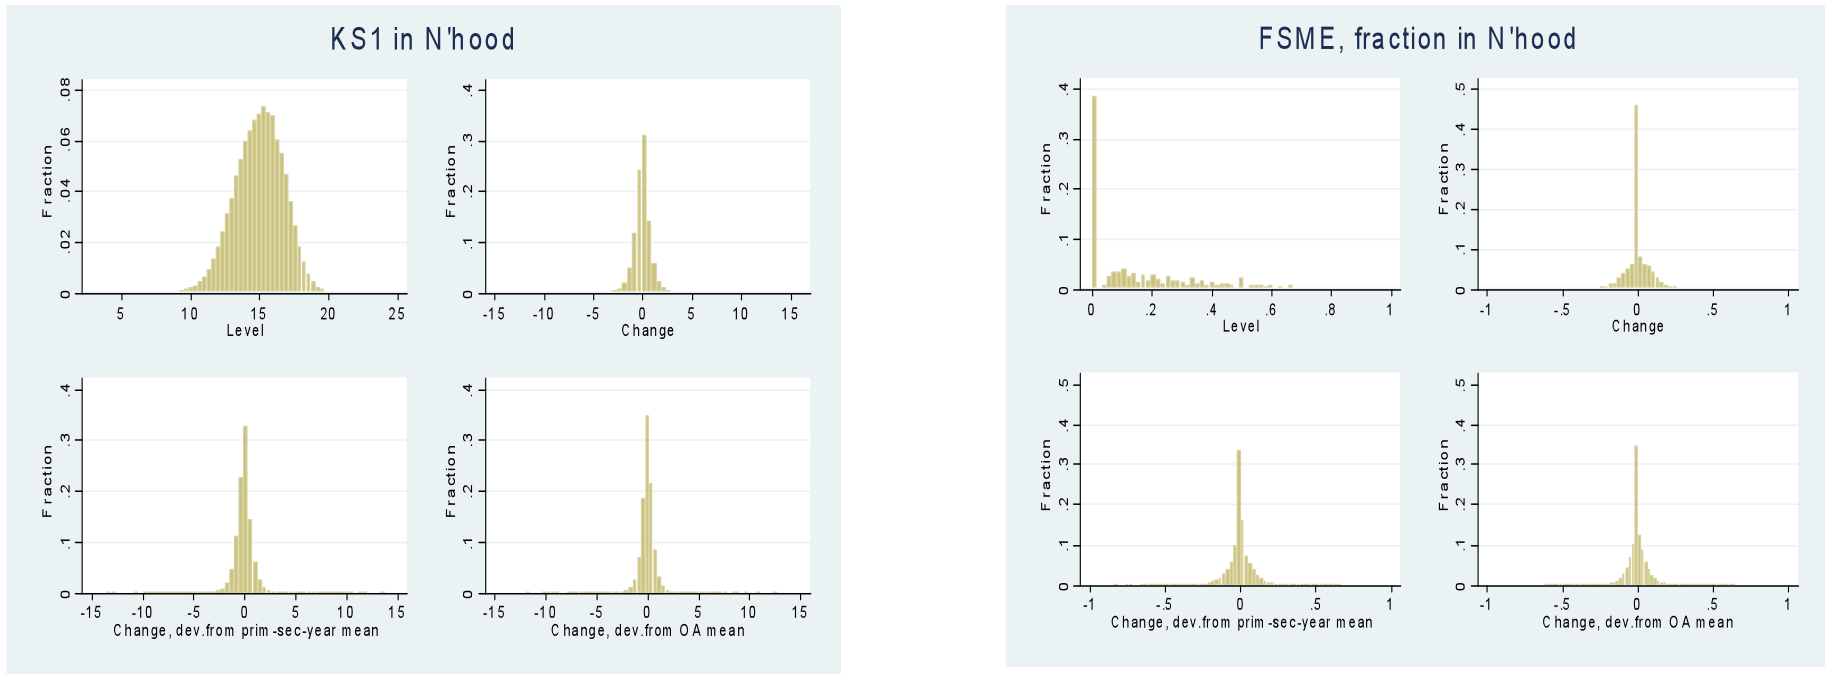 KS1 in N'hood
Fraction
0 .02 .04 .06 .08
5 10 15 20 25
Level
Fraction
0 .1 .2 .3 .4
-15 -10 -5 0 5 10 15
Change
Fraction
0 .1 .2 .3 .4
-15 -10 -5 0 5 10 15
Change, dev.from prim-sec-year mean
Fraction
0 .1 .2 .3 .4
-15 -10 -5 0 5 10 15
Change, dev.from OA mean
FSME, fraction in N'hood
Fraction
0 .1 .2 .3 .4
0 .2 .4 .6 .8 1
Level
Fraction
0 .1 .2 .3 .4 .5
-1 -.5 0 .5 1
Change
Fraction
0 .1 .2 .3 .4 .5
-1 -.5 0 .5 1
Change, dev.from prim-sec-year mean
Fraction
0 .1 .2 .3 .4 .5
-1 -.5 0 .5 1
Change, dev.from OA mean